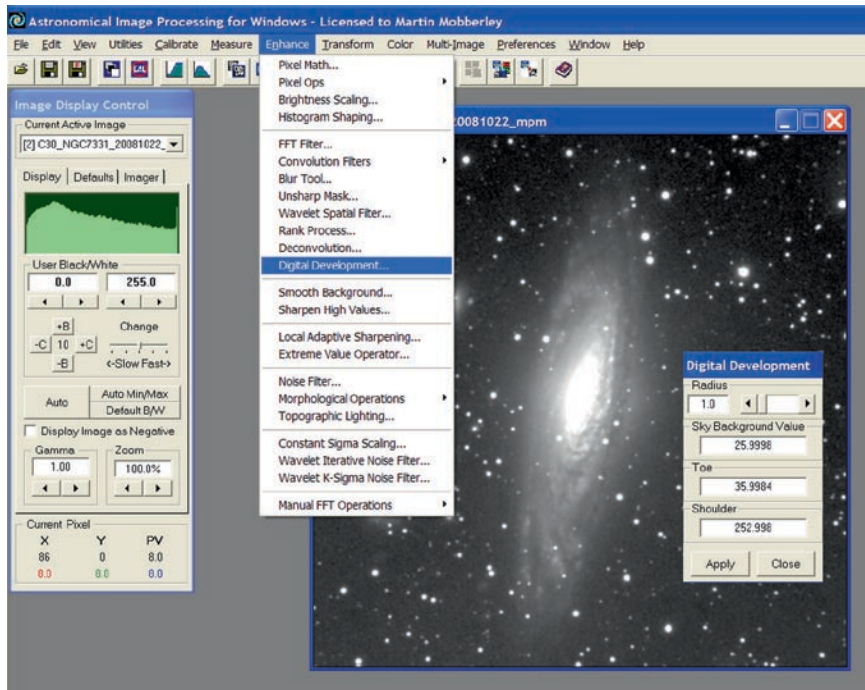 Astronomical Image Processing for Windows - Licensed to Martin Mobberley
File Edit View Utilities Calibrate Measure Enhance Transform Color Multi-Image Preferences Window Help
Image Display Control
Current Active Image
[2] C30_NGC7331_20081022_
Display Defaults Imager
User Black/White
0.0 255.0
+B Change
-C 10 +C
-B <-Slow Fast->
Auto Auto Min/Max
Default B/W
Display Image as Negative
Gamma Zoom
1.00 100.0%
Current Pixel
X Y PV
86 0 8.0
8.0 8.0 8.0
Pixel Math...
Pixel Ops
Brightness Scaling...
Histogram Shaping...
FFT Filter...
Convolution Filters
Blur Tool...
Unsharp Mask...
Wavelet Spatial Filter...
Rank Process...
Deconvolution...
Digital Development...
Smooth Background...
Sharpen High Values...
Local Adaptive Sharpening...
Extreme Value Operator...
Noise Filter...
Morphological Operations
Topographic Lighting...
Constant Sigma Scaling...
Wavelet Iterative Noise Filter...
Wavelet K-Sigma Noise Filter...
Manual FFT Operations
20081022_mpm
Digital Development
Radius
1.0
Sky Background Value
25.9998
Toe
35.9984
Shoulder
252.998
Apply Close